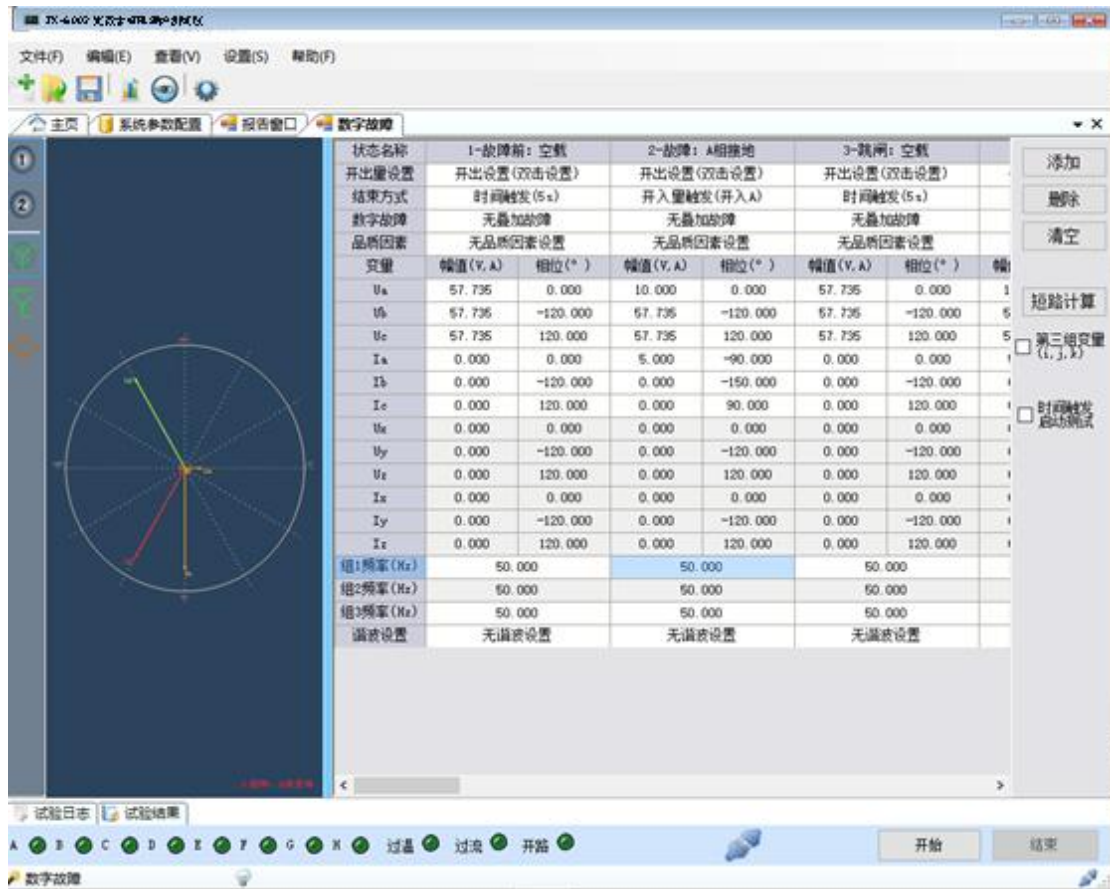 文件(F) 编辑(E) 查看(V) 设置(S) 帮助(F)
主页 系统参数配置 报告窗口 数字故障
状态名称 1-故障前: 空载 2-故障: A相接地 3-跳闸: 空载
开出量设置 开出设置(双击设置) 开出设置(双击设置) 开出设置(双击设置)
结束方式 时间触发(5s) 开入量触发(开入A) 时间触发(5s)
数字故障 无叠加故障 无叠加故障 无叠加故障
品质因素 无品质因素设置 无品质因素设置 无品质因素设置
变量 幅值(V,A) 相位(°) 幅值(V,A) 相位(°) 幅值(V,A) 相位(°)
Ua 57.735 0.000 10.000 0.000 57.735 0.000
Ub 57.735 -120.000 57.735 -120.000 57.735 -120.000
Uc 57.735 120.000 57.735 120.000 57.735 120.000
Ia 0.000 0.000 5.000 -90.000 0.000 0.000
Ib 0.000 -120.000 0.000 -150.000 0.000 -120.000
Ic 0.000 120.000 0.000 90.000 0.000 120.000
Ux 0.000 0.000 0.000 0.000 0.000 0.000
Uy 0.000 -120.000 0.000 -120.000 0.000 -120.000
Uz 0.000 120.000 0.000 120.000 0.000 120.000
Ix 0.000 0.000 0.000 0.000 0.000 0.000
Iy 0.000 -120.000 0.000 -120.000 0.000 -120.000
Iz 0.000 120.000 0.000 120.000 0.000 120.000
组1频率(Hz) 50.000 50.000 50.000
组2频率(Hz) 50.000 50.000 50.000
组3频率(Hz) 50.000 50.000 50.000
谐波设置 无谐波设置 无谐波设置 无谐波设置
添加
删除
清空
短路计算
第三组变量
(i,j,k)
时间触发
启动测试
试验日志 试验结果
A B C D E F G H 过温 过流 开路 开始 结束
数字故障